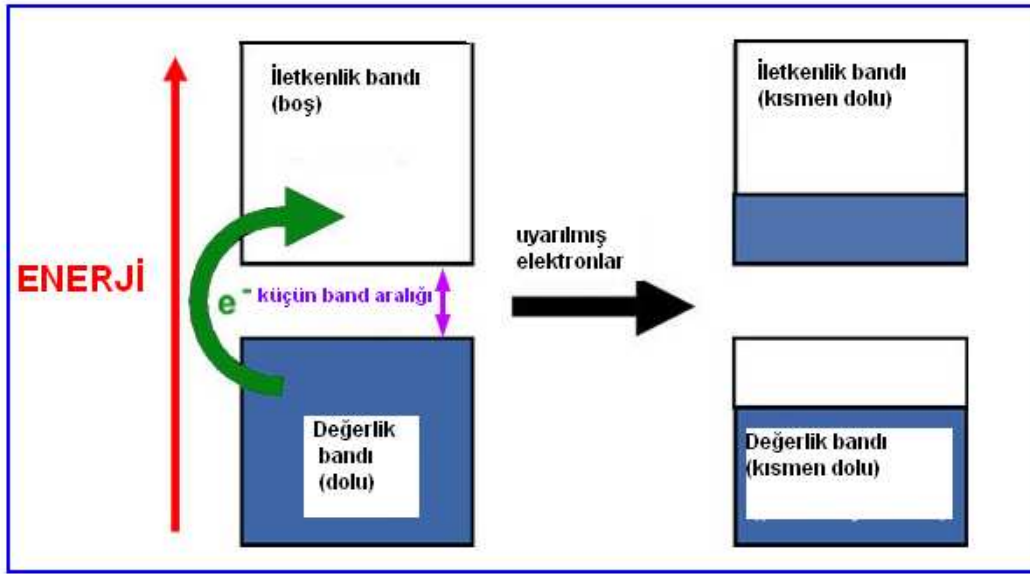 İletkenlik bandı
(boş)
İletkenlik bandı
(kısmen dolu)
uyarılmış
elektronlar
ENERJİ
e- küçün band aralığı
Değerlik
bandı
(dolu)
Değerlik bandı
(kısmen dolu)